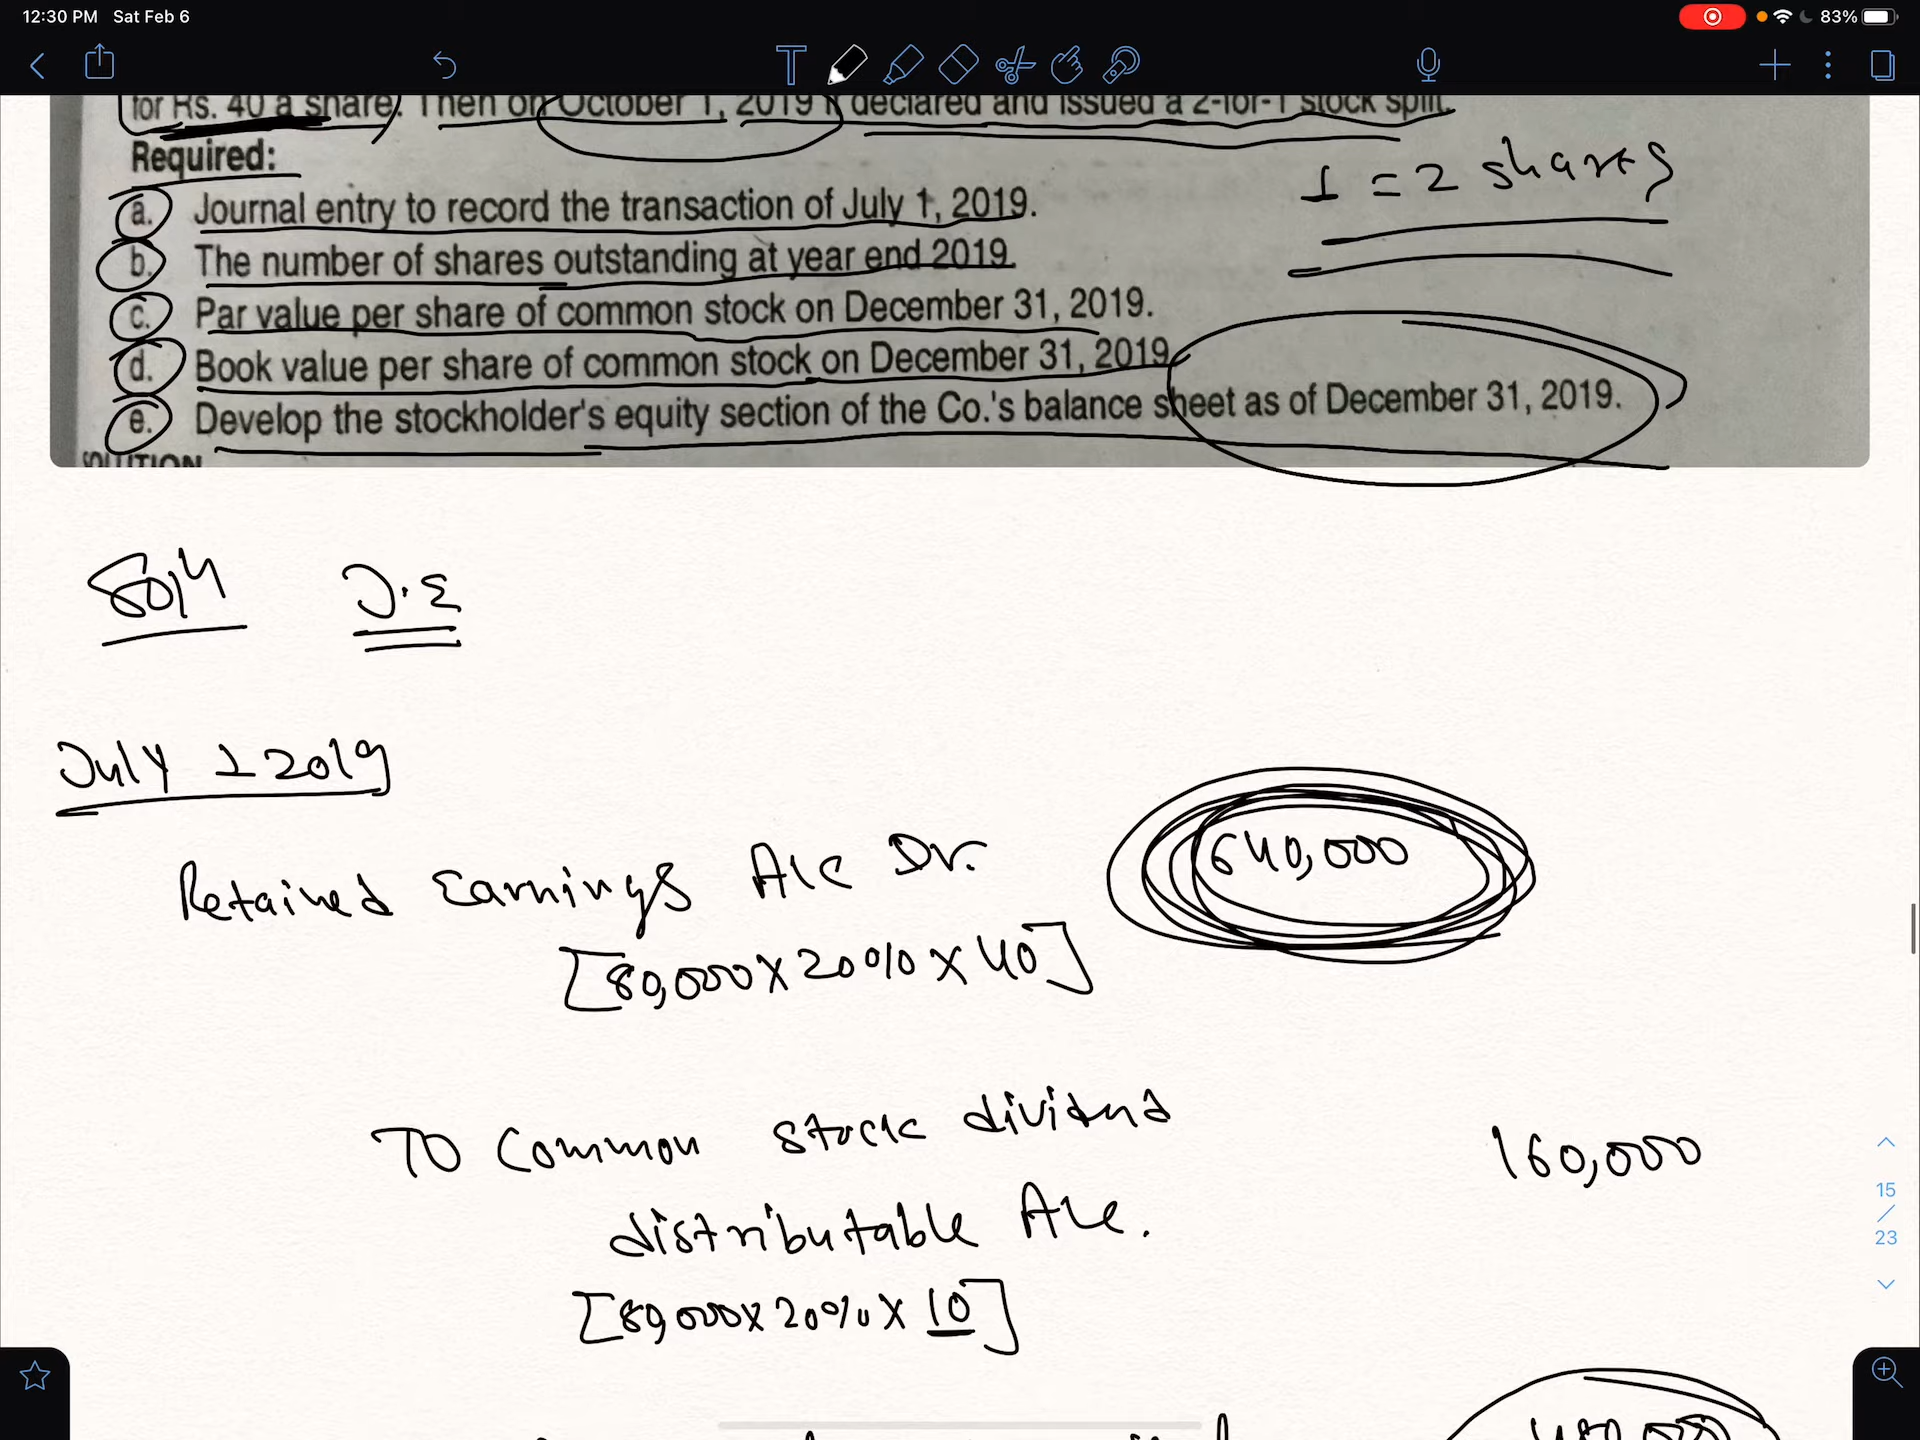 12:30 PM Sat Feb 6
83%
for Rs. 40 a share. Then on October 1, 2019 it declared and issued a 2-for-1 stock split.
Required:
1 = 2 shares
a. Journal entry to record the transaction of July 1, 2019.
b. The number of shares outstanding at year end 2019.
c. Par value per share of common stock on December 31, 2019.
d. Book value per share of common stock on December 31, 2019.
e. Develop the stockholder's equity section of the Co.'s balance sheet as of December 31, 2019.
SOLUTION
Soln J.E
July 1 2019
Retained Earnings A/c Dr. 640,000
[80,000 X 20% X 40]
To Common stock dividend 160,000
distributable A/c.
[80,000 X 20% X 10]
15
/
23